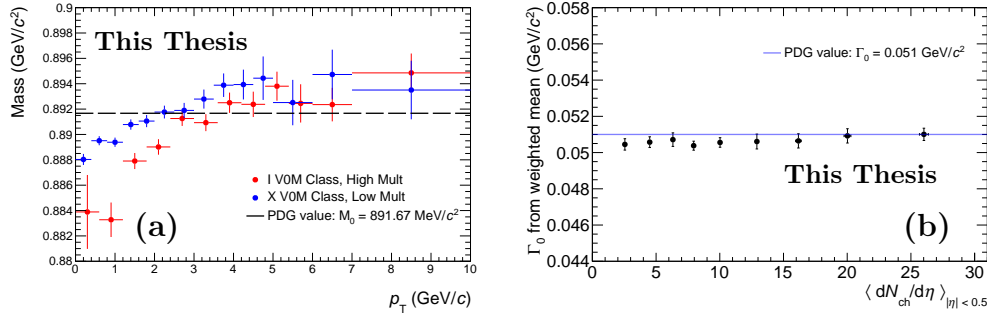 Mass (GeV/c²)
0.9
0.898
0.896
0.894
0.892
0.89
0.888
0.886
0.884
0.882
0.88
This Thesis
I V0M Class, High Mult
X V0M Class, Low Mult
PDG value: M₀ = 891.67 MeV/c²
(a)
0 1 2 3 4 5 6 7 8 9 10
p_T (GeV/c)
Γ₀ from weighted mean (GeV/c²)
0.058
0.056
0.054
0.052
0.05
0.048
0.046
0.044
PDG value: Γ₀ = 0.051 GeV/c²
This Thesis
(b)
0 5 10 15 20 25 30
⟨ dN_ch/dη ⟩_|η| < 0.5